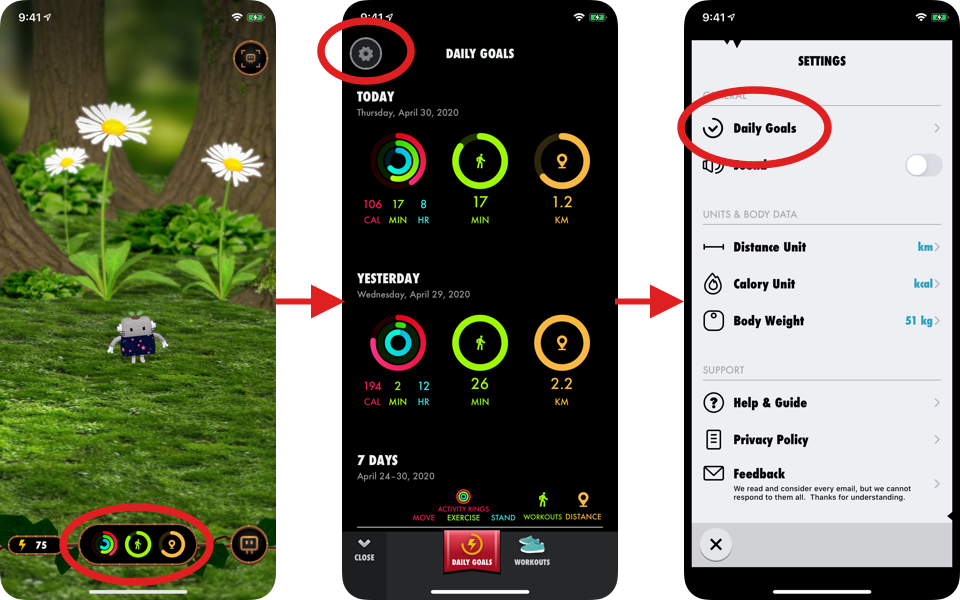 9:41
75
9:41
DAILY GOALS
TODAY
Thursday, April 30, 2020
106 17 8
CAL MIN HR
17
MIN
1.2
KM
YESTERDAY
Wednesday, April 29, 2020
194 2 12
CAL MIN HR
26
MIN
2.2
KM
7 DAYS
April 24–30, 2020
ACTIVITY RINGS
MOVE EXERCISE STAND WORKOUTS DISTANCE
CLOSE
DAILY GOALS
WORKOUTS
9:41
SETTINGS
GENERAL
Daily Goals
Sound
UNITS & BODY DATA
Distance Unit km
Calory Unit kcal
Body Weight 51 kg
SUPPORT
Help & Guide
Privacy Policy
Feedback
We read and consider every email, but we cannot
respond to them all. Thanks for understanding.